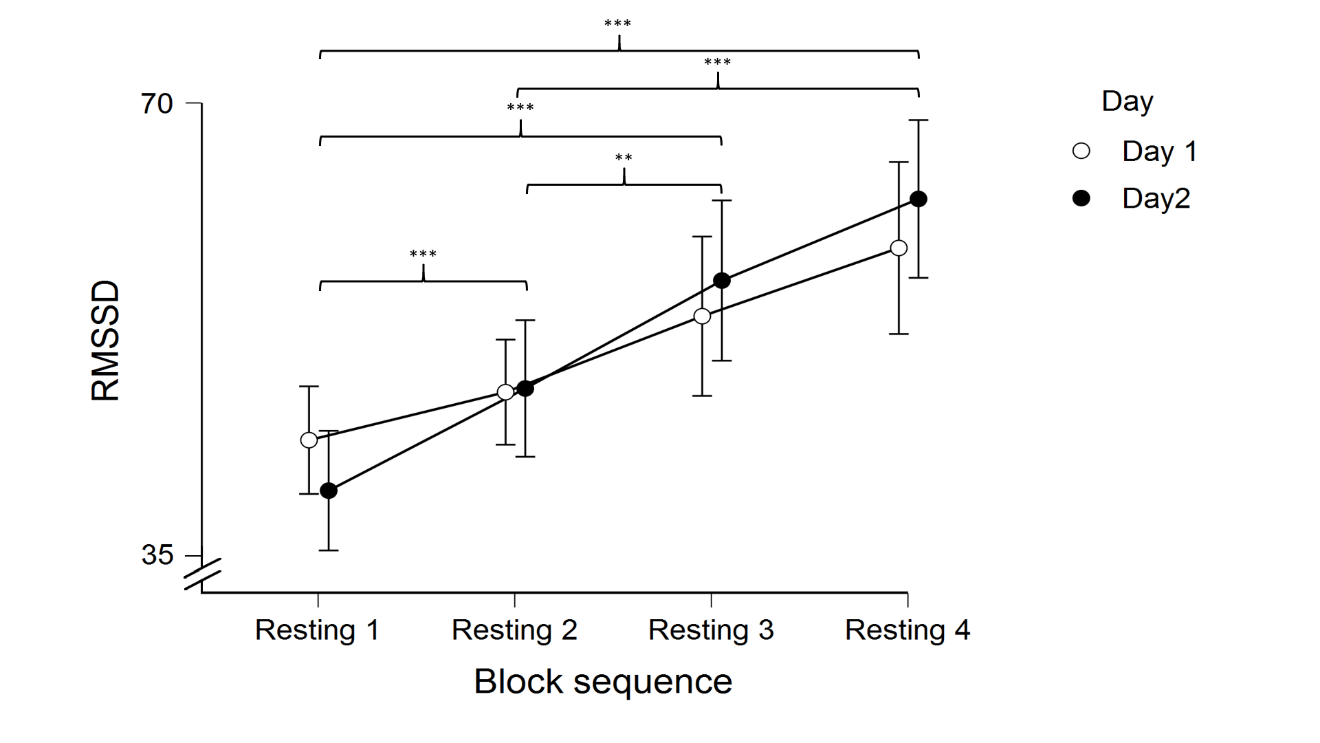 ***
***
70
***
**
***
Day
Day 1
Day2
RMSSD
35
Resting 1 Resting 2 Resting 3 Resting 4
Block sequence